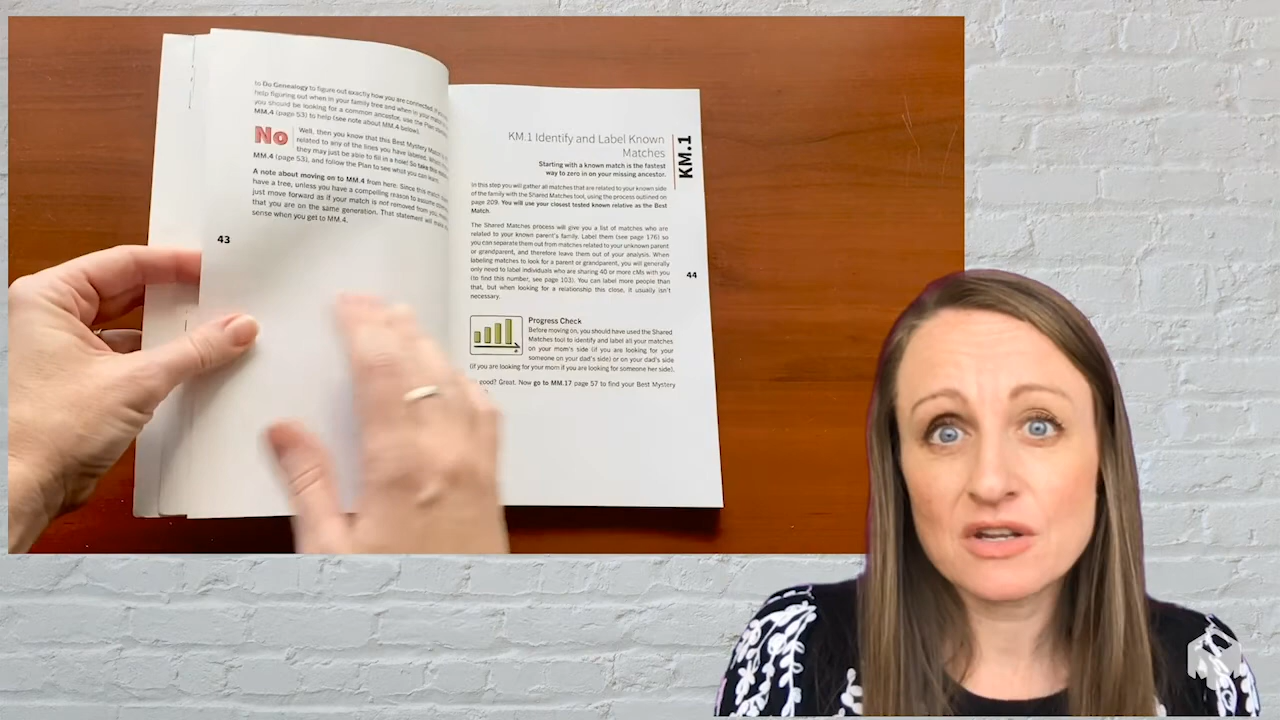 to Do Genealogy to figure out exactly how you are connected.
help figuring out when in your family tree and when in your match's
you should be looking for a common ancestor, use the Plan
MM.4 (page 53) to help (see note about MM.4 below).
No
Well, then you know that this Best Mystery Match
related to any of the lines you have labeled.
they may just be able to fill in a hole! So take this
MM.4 (page 53), and follow the Plan to see what you can learn.
A note about moving on to MM.4 from here: Since this match
have a tree, unless you have a compelling reason to assume
just move forward as if your match is not removed from you,
that you are on the same generation. That statement will make
sense when you get to MM.4.
43
KM.1 Identify and Label Known
Matches
KM.1
Starting with a known match is the fastest
way to zero in on your missing ancestor.
In this step you will gather all matches that are related to your known side
of the family with the Shared Matches tool, using the process outlined on
page 209. You will use your closest tested known relative as the Best
Match.
The Shared Matches process will give you a list of matches who are
related to your known parent's family. Label them (see page 176) so
you can separate them out from matches related to your unknown parent
or grandparent, and therefore leave them out of your analysis. When
labeling matches to look for a parent or grandparent, you will generally
only need to label individuals who are sharing 40 or more cMs with you
(to find this number, see page 103). You can label more people than
that, but when looking for a relationship this close, it usually isn't
necessary.
44
Progress Check
Before moving on, you should have used the Shared
Matches tool to identify and label all your matches
on your mom's side (if you are looking for your
someone on your dad's side) or on your dad's side
(if you are looking for your mom if you are looking for someone her side).
good? Great. Now go to MM.17 page 57 to find your Best Mystery